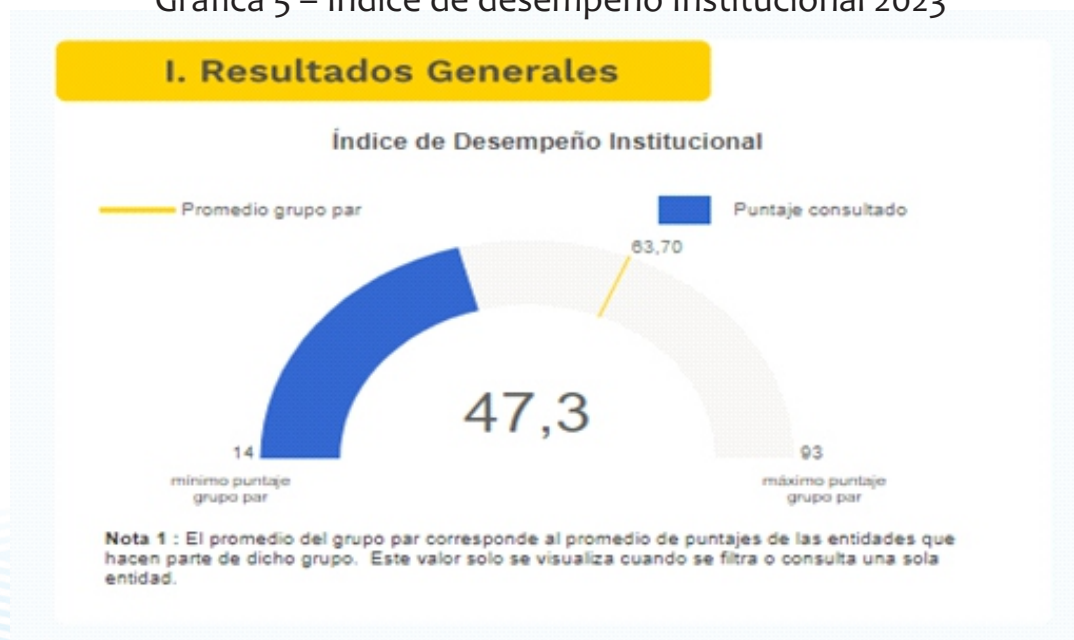 Gráfica 5 – Índice de desempeño Institucional 2023
I. Resultados Generales
Índice de Desempeño Institucional
Promedio grupo par
Puntaje consultado
63,70
47,3
14
93
mínimo puntaje
grupo par
máximo puntaje
grupo par
Nota 1 : El promedio del grupo par corresponde al promedio de puntajes de las entidades que
hacen parte de dicho grupo. Este valor solo se visualiza cuando se filtra o consulta una sola
entidad.